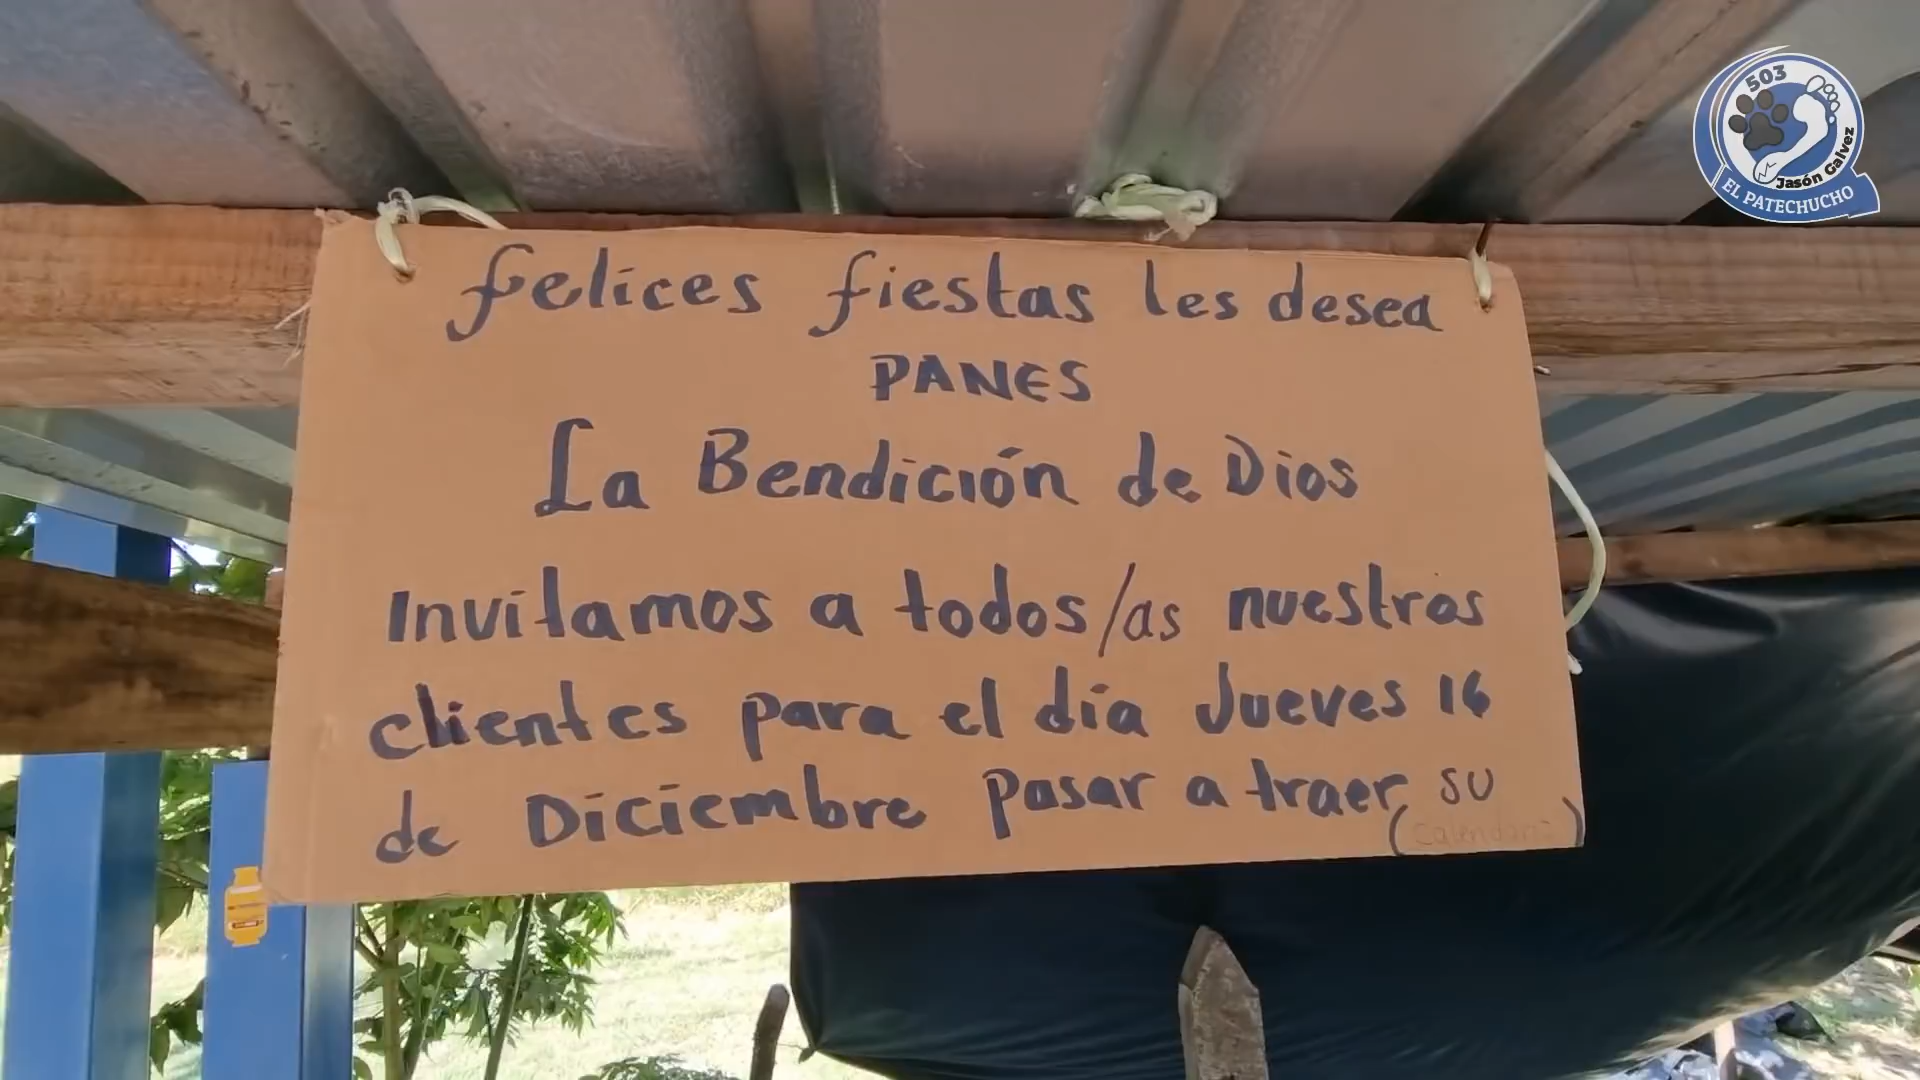 503
Jasón Galvez
EL PATECHUCHO
felices fiestas les desea
PANES
La Bendición de Dios
Invitamos a todos/as nuestros
clientes para el día Jueves 16
de Diciembre pasar a traer su
(Calendario)